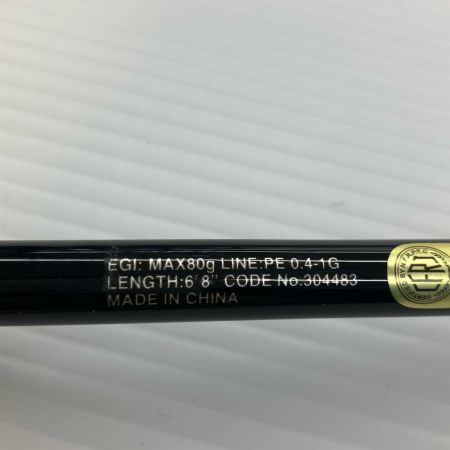 EGI: MAX80g LINE:PE 0.4-1G
LENGTH:6'8" CODE No.304483
MADE IN CHINA